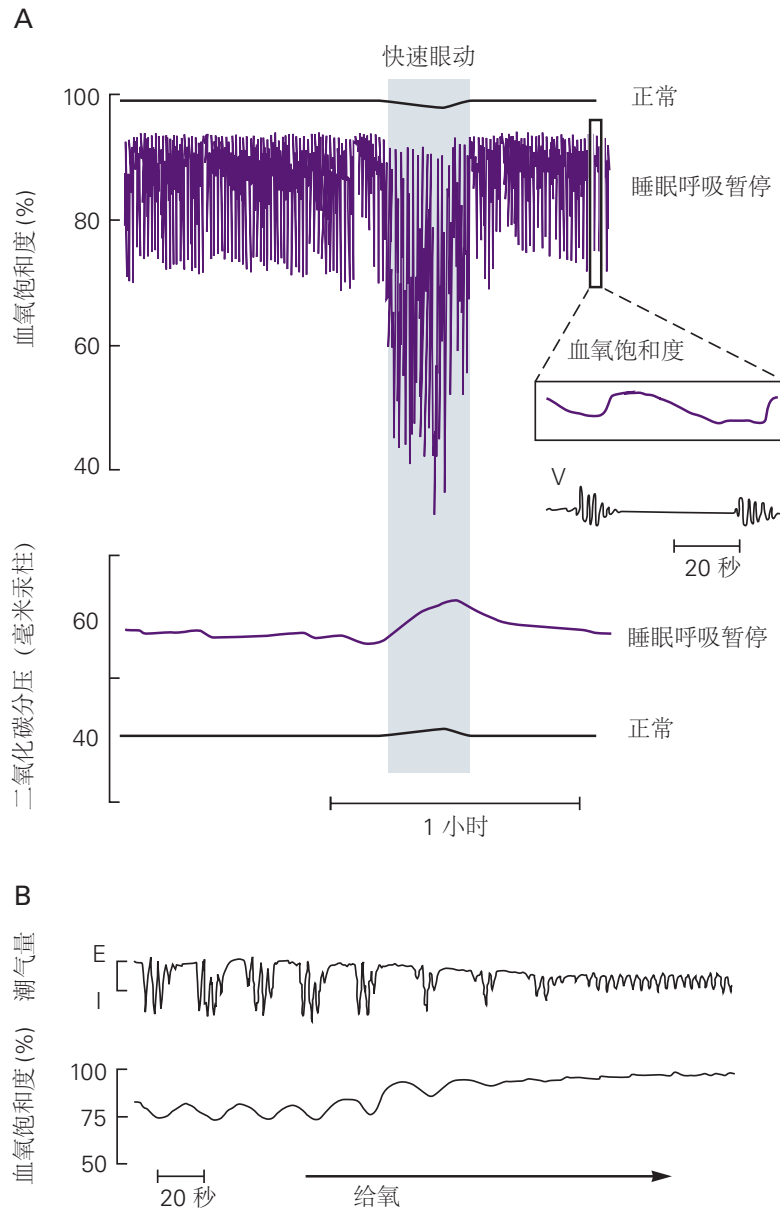 A
快速眼动
100
正常
80
睡眠呼吸暂停
血氧饱和度 (%)
60
血氧饱和度
40
V
20 秒
60
睡眠呼吸暂停
二氧化碳分压 (毫米汞柱)
40
正常
1 小时
B
潮气量
E
I
血氧饱和度 (%)
100
75
50
20 秒
给氧